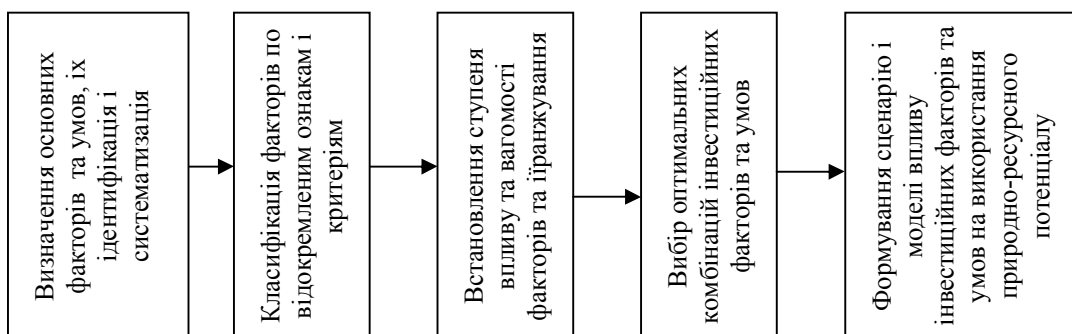 Визначення основних
факторів та умов, їх
ідентифікація і
систематизація
Класифікація факторів по
відокремленим ознакам і
критеріям
Встановлення ступеня
впливу та вагомості
факторів та їіранжування
Вибір оптимальних
комбінацій інвестиційних
факторів та умов
Формування сценарію і
моделі впливу
інвестиційних факторів та
умов на використання
природно-ресурсного
потенціалу